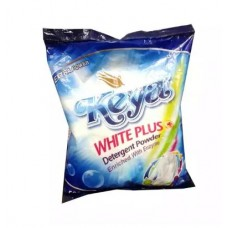 Keya
WHITE PLUS
Detergent Powder
Enriched With Enzyme